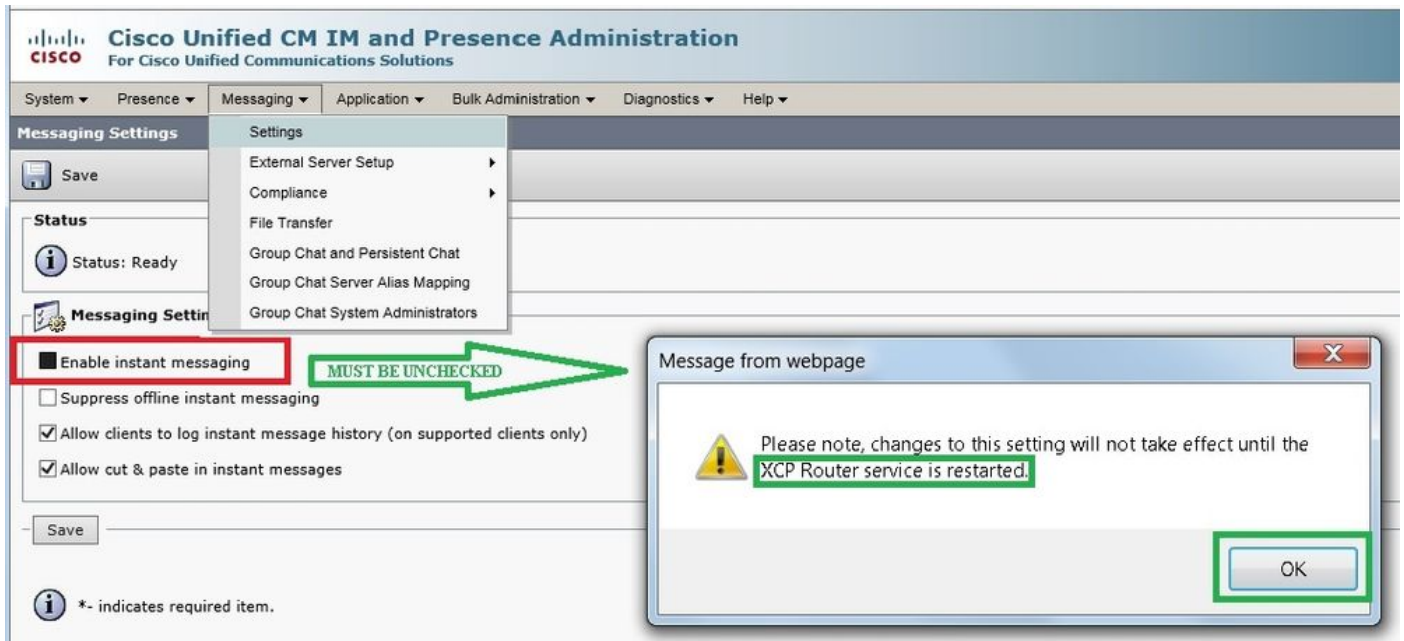 CISCO
Cisco Unified CM IM and Presence Administration
For Cisco Unified Communications Solutions
System Presence Messaging Application Bulk Administration Diagnostics Help
Messaging Settings
Settings
External Server Setup
Compliance
File Transfer
Group Chat and Persistent Chat
Group Chat Server Alias Mapping
Group Chat System Administrators
Save
Status
Status: Ready
Messaging Settin
Enable instant messaging
MUST BE UNCHECKED
Suppress offline instant messaging
Allow clients to log instant message history (on supported clients only)
Allow cut & paste in instant messages
Save
*- indicates required item.
Message from webpage
X
Please note, changes to this setting will not take effect until the
XCP Router service is restarted.
OK